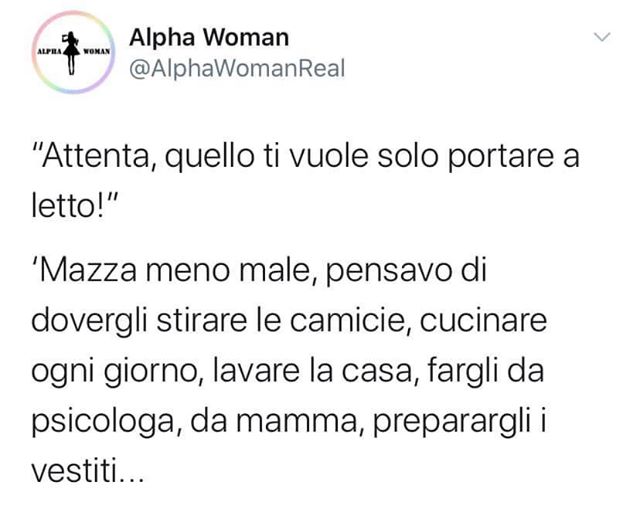 Alpha Woman
ALPHA WOMAN
@AlphaWomanReal
"Attenta, quello ti vuole solo portare a
letto!"
'Mazza meno male, pensavo di
dovergli stirare le camicie, cucinare
ogni giorno, lavare la casa, fargli da
psicologa, da mamma, preparargli i
vestiti...